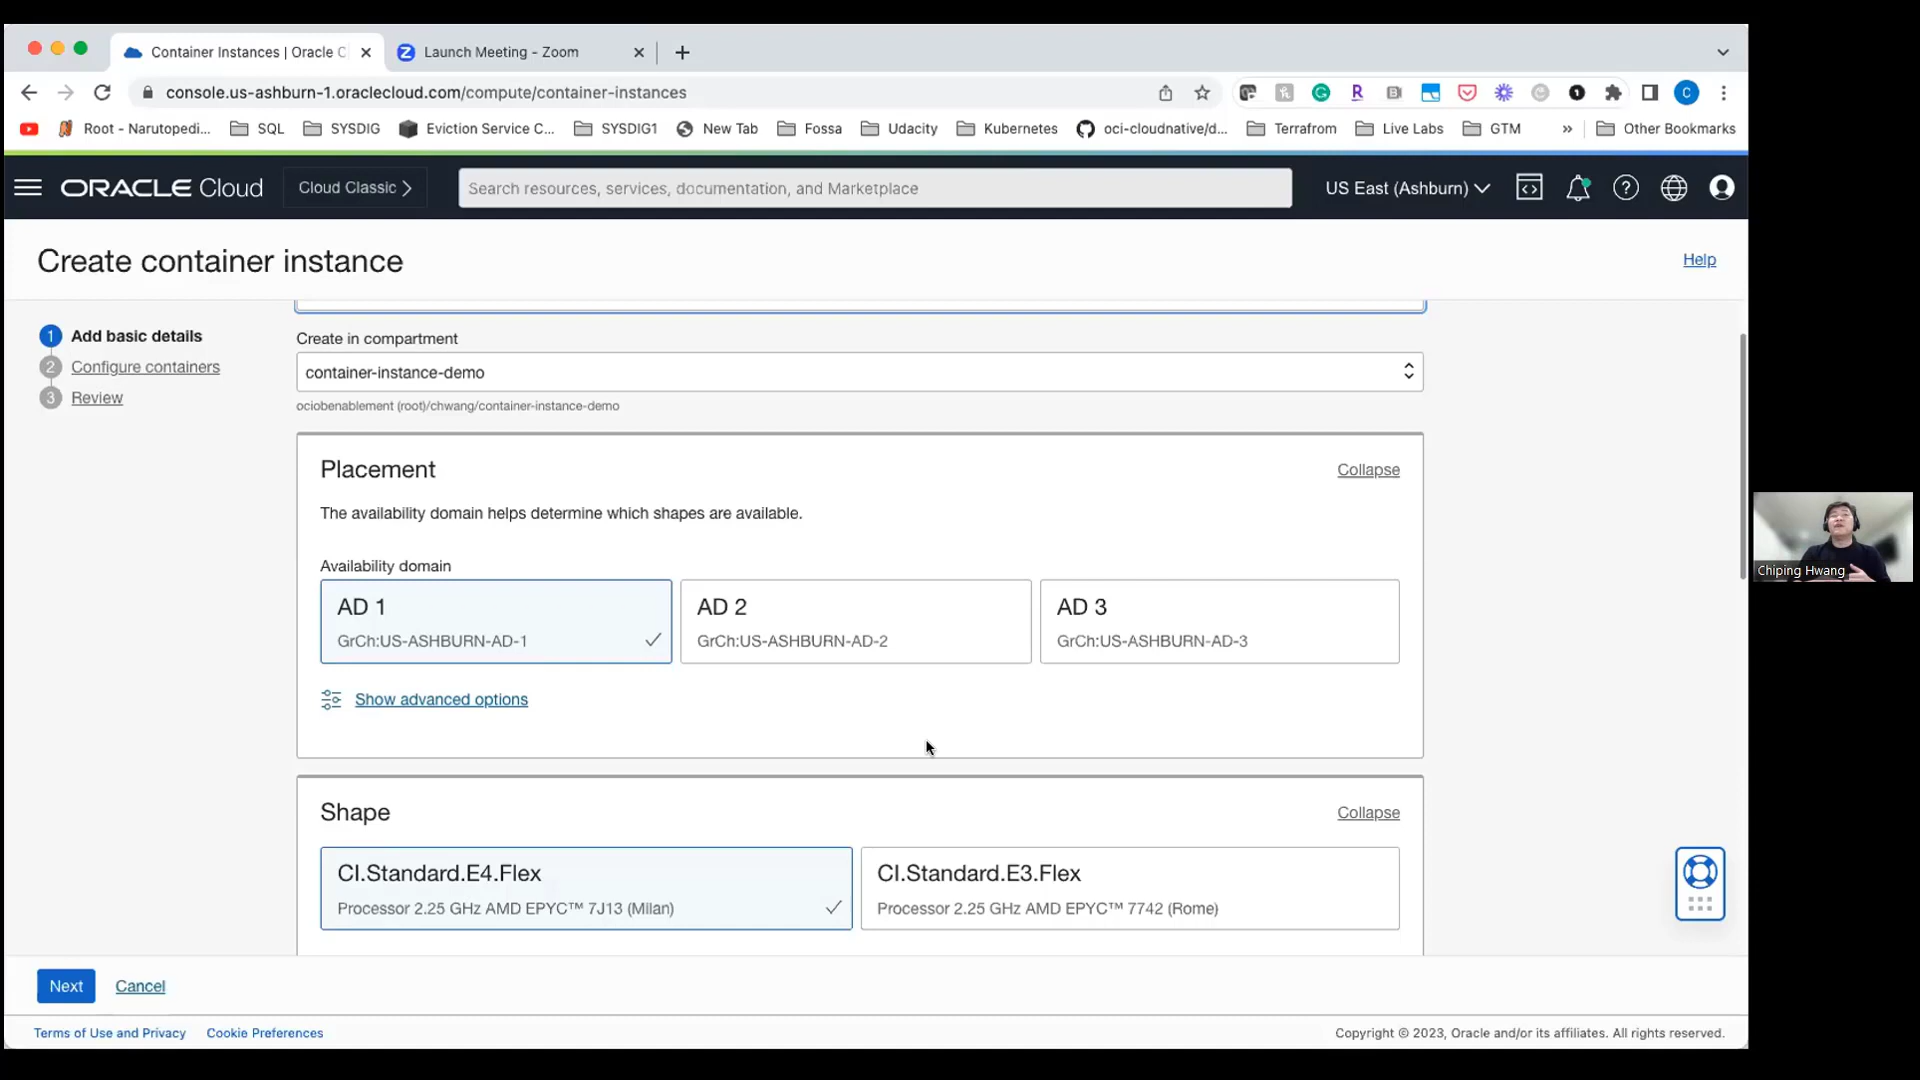 Container Instances | Oracle C
Launch Meeting - Zoom
console.us-ashburn-1.oraclecloud.com/compute/container-instances
Root - Narutopedi...
SQL
SYSDIG
Eviction Service C...
SYSDIG1
New Tab
Fossa
Udacity
Kubernetes
oci-cloudnative/d...
Terrafrom
Live Labs
GTM
»
Other Bookmarks
ORACLE Cloud
Cloud Classic
Search resources, services, documentation, and Marketplace
US East (Ashburn)
Create container instance
Help
1 Add basic details
2 Configure containers
3 Review
Create in compartment
container-instance-demo
ociobenablement (root)/chwang/container-instance-demo
Placement
Collapse
The availability domain helps determine which shapes are available.
Availability domain
AD 1
GrCh:US-ASHBURN-AD-1
AD 2
GrCh:US-ASHBURN-AD-2
AD 3
GrCh:US-ASHBURN-AD-3
Show advanced options
Shape
Collapse
CI.Standard.E4.Flex
Processor 2.25 GHz AMD EPYC™ 7J13 (Milan)
CI.Standard.E3.Flex
Processor 2.25 GHz AMD EPYC™ 7742 (Rome)
Next
Cancel
Terms of Use and Privacy
Cookie Preferences
Copyright © 2023, Oracle and/or its affiliates. All rights reserved.
Chiping Hwang